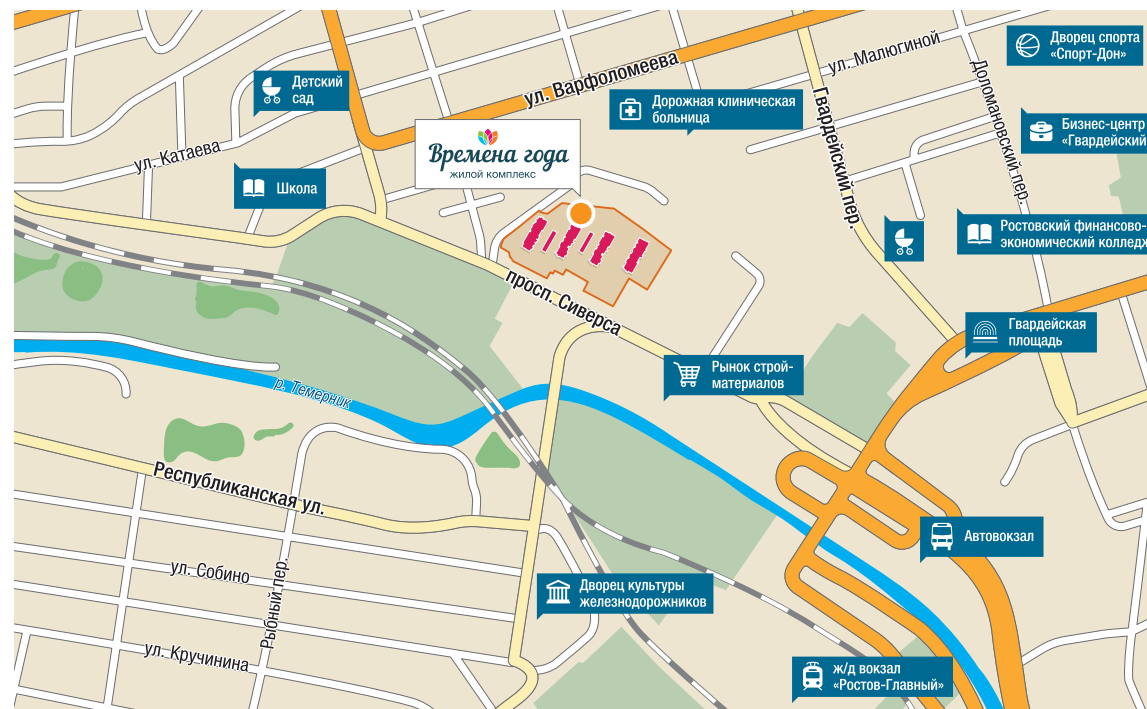 Дворец спорта
«Спорт-Дон»
ул. Малюгиной
ул. Варфоломеева
Детский
сад
Дорожная клиническая
больница
Гвардейский пер.
Доломановский пер.
Бизнес-центр
«Гвардейский
Времена года
жилой комплекс
ул. Катаева
Школа
Ростовский финансово-
экономический колледж
просп. Сиверса
Гвардейская
площадь
Рынок строй-
материалов
р. Темерник
Республиканская ул.
Автовокзал
ул. Собино
Рыбный пер.
Дворец культуры
железнодорожников
ул. Кручинина
ж/д вокзал
«Ростов-Главный»